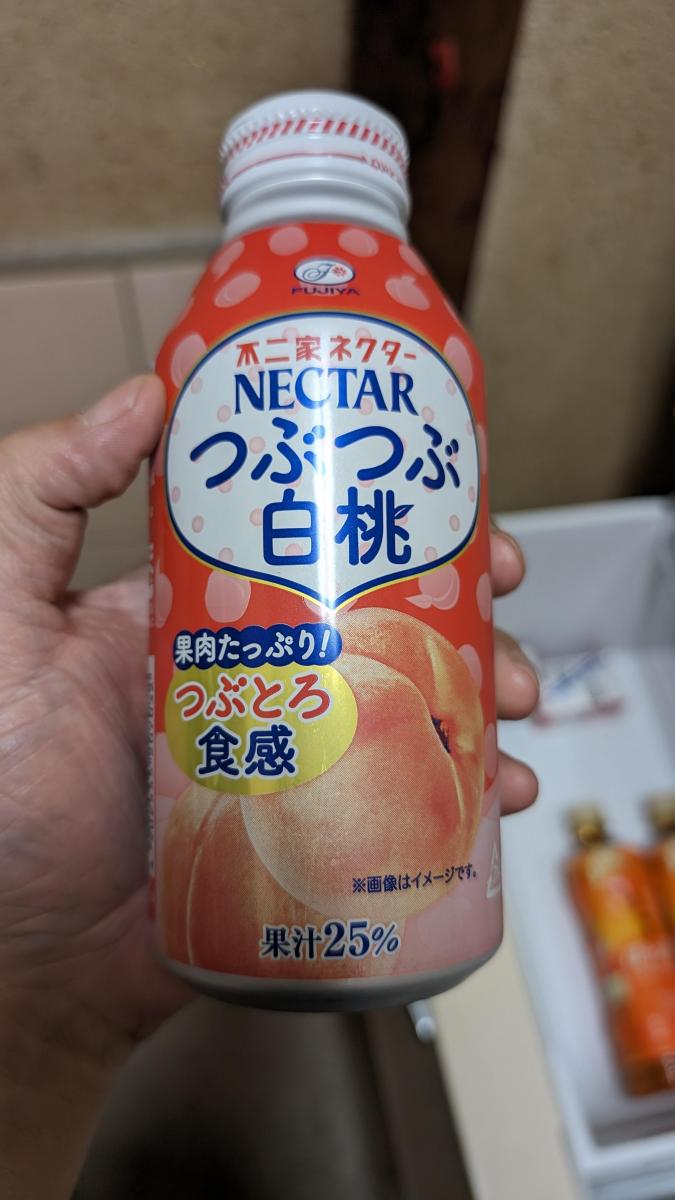 FUJIYA
不二家ネクター
NECTAR
つぶつぶ
白桃
果肉たっぷり!
つぶとろ
食感
※画像はイメージです。
果汁25%